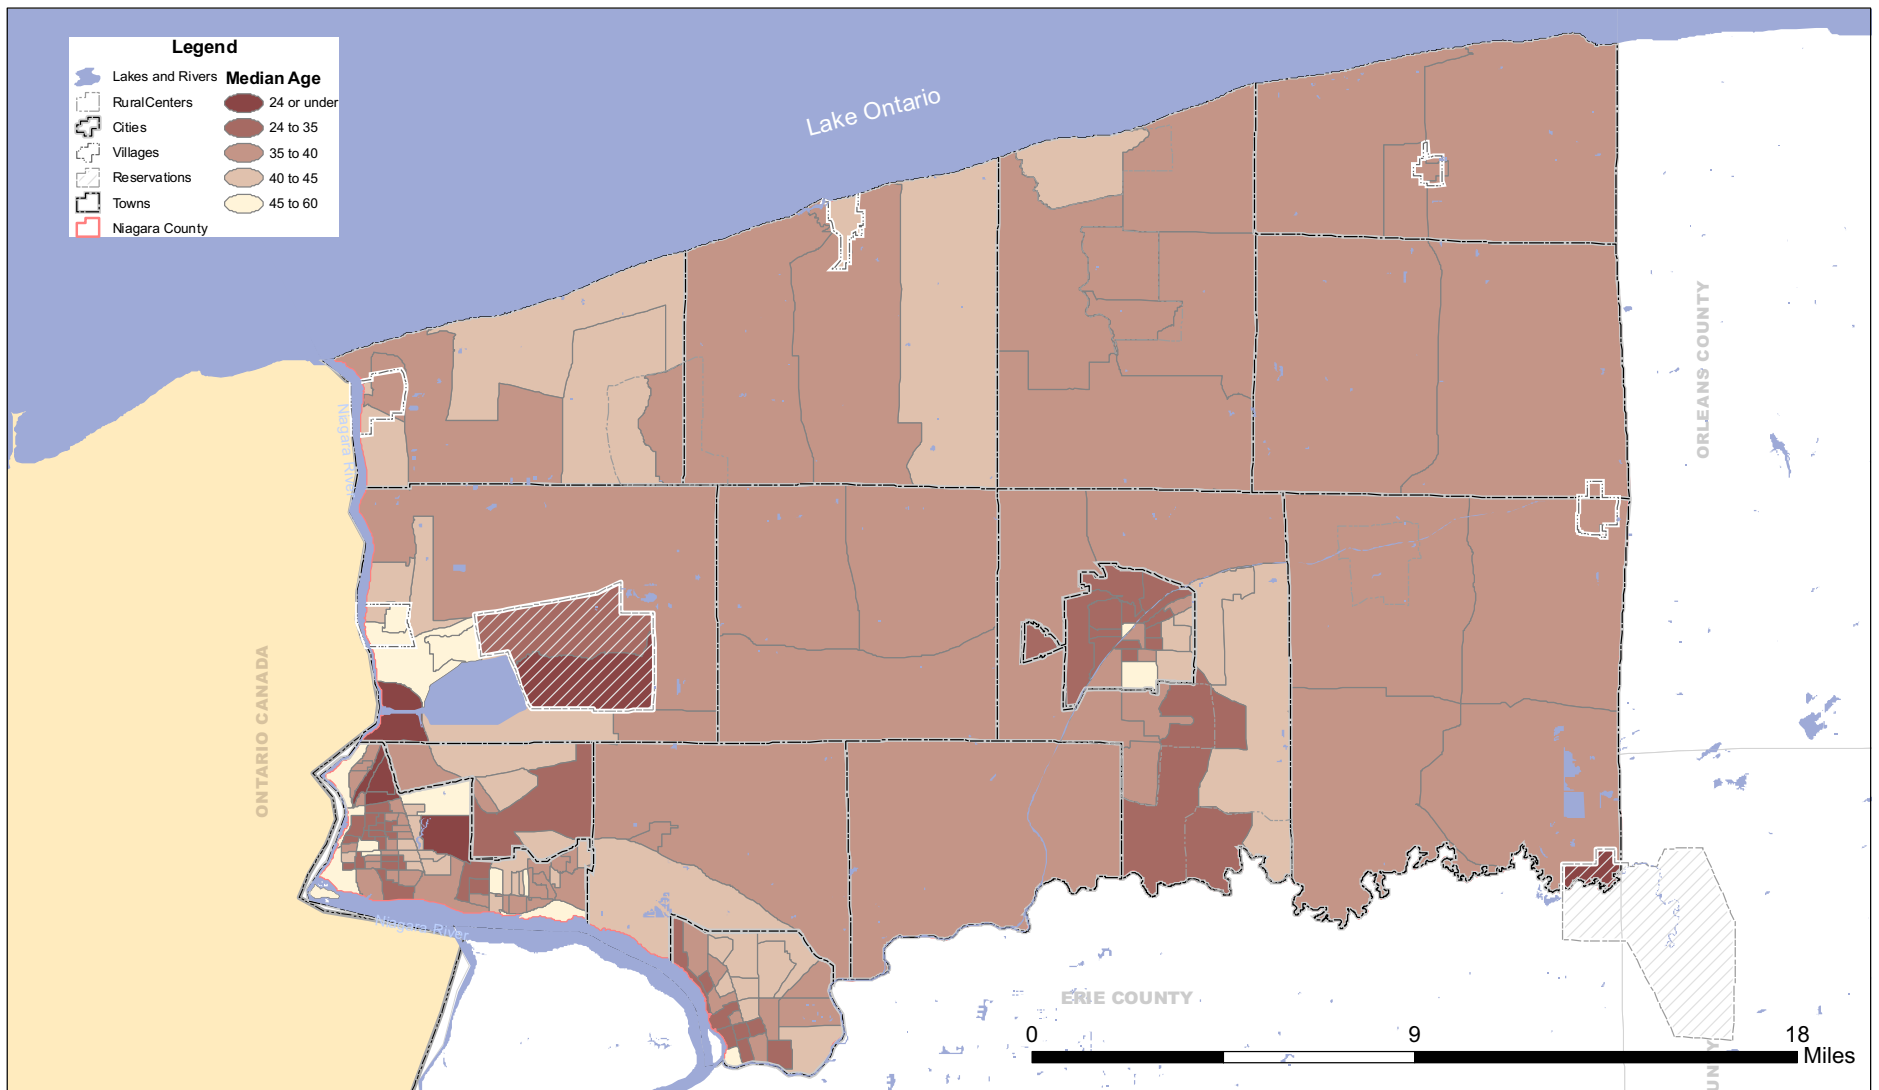 Legend
Lakes and Rivers
RuralCenters
Cities
Villages
Reservations
Towns
Niagara County
Median Age
24 or under
24 to 35
35 to 40
40 to 45
45 to 60
Lake Ontario
Niagara River
ORLEANS COUNTY
ONTARIO CANADA
Niagara River
ERIE COUNTY
0 9 18
Miles